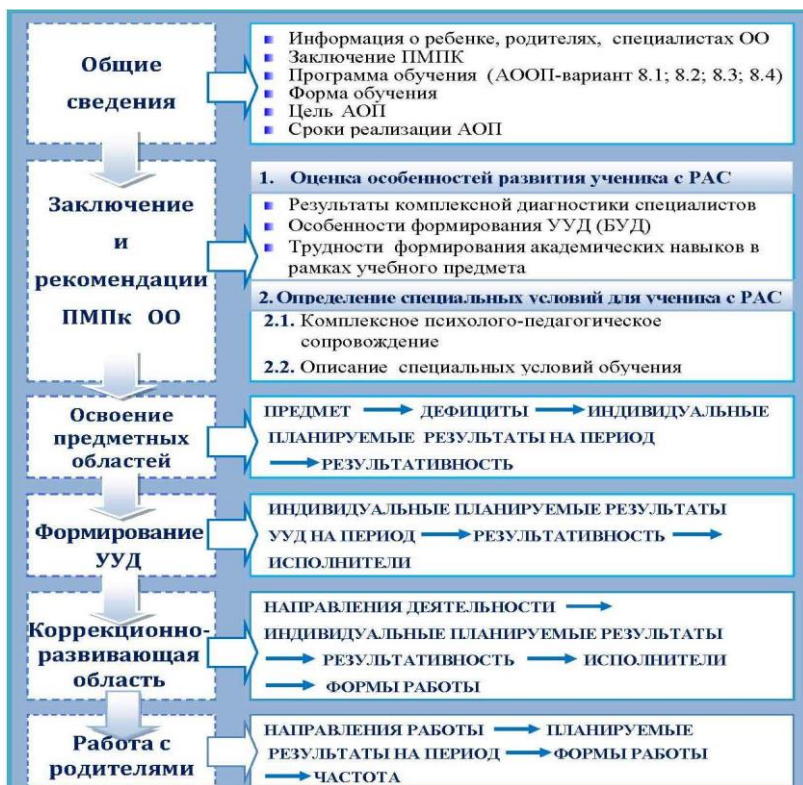 Общие
сведения
Информация о ребенке, родителях, специалистах ОО
Заключение ПМПК
Программа обучения (АООП-вариант 8.1; 8.2; 8.3; 8.4)
Форма обучения
Цель АОП
Сроки реализации АОП
Заключение
и
рекомендации
ПМПк ОО
1. Оценка особенностей развития ученика с РАС
Результаты комплексной диагностики специалистов
Особенности формирования УУД (БУД)
Трудности формирования академических навыков в
рамках учебного предмета
2. Определение специальных условий для ученика с РАС
2.1. Комплексное психолого-педагогическое
сопровождение
2.2. Описание специальных условий обучения
Освоение
предметных
областей
ПРЕДМЕТ → ДЕФИЦИТЫ → ИНДИВИДУАЛЬНЫЕ
ПЛАНИРУЕМЫЕ РЕЗУЛЬТАТЫ НА ПЕРИОД
→ РЕЗУЛЬТАТИВНОСТЬ
Формирование
УУД
ИНДИВИДУАЛЬНЫЕ ПЛАНИРУЕМЫЕ РЕЗУЛЬТАТЫ
УУД НА ПЕРИОД → РЕЗУЛЬТАТИВНОСТЬ →
ИСПОЛНИТЕЛИ
Коррекционно-
развивающая
область
НАПРАВЛЕНИЯ ДЕЯТЕЛЬНОСТИ →
ИНДИВИДУАЛЬНЫЕ ПЛАНИРУЕМЫЕ РЕЗУЛЬТАТЫ
→ РЕЗУЛЬТАТИВНОСТЬ → ИСПОЛНИТЕЛИ
→ ФОРМЫ РАБОТЫ
Работа с
родителями
НАПРАВЛЕНИЯ РАБОТЫ → ПЛАНИРУЕМЫЕ
РЕЗУЛЬТАТЫ НА ПЕРИОД → ФОРМЫ РАБОТЫ
→ ЧАСТОТА